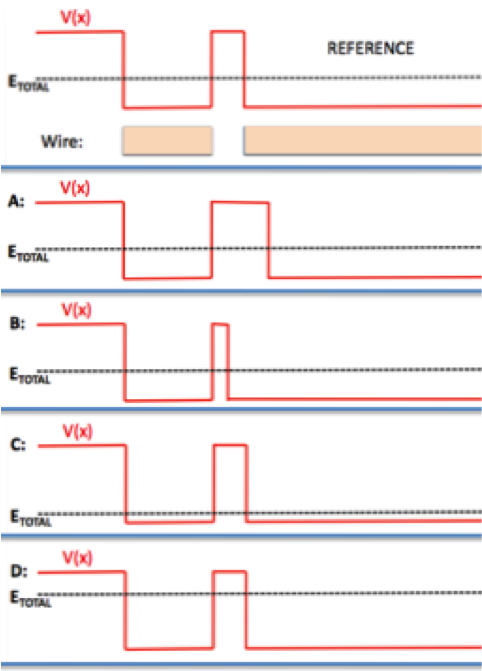 V(x)
REFERENCE
ETOTAL
Wire:
V(x)
A:
ETOTAL
V(x)
B:
ETOTAL
V(x)
C:
ETOTAL
V(x)
D:
ETOTAL